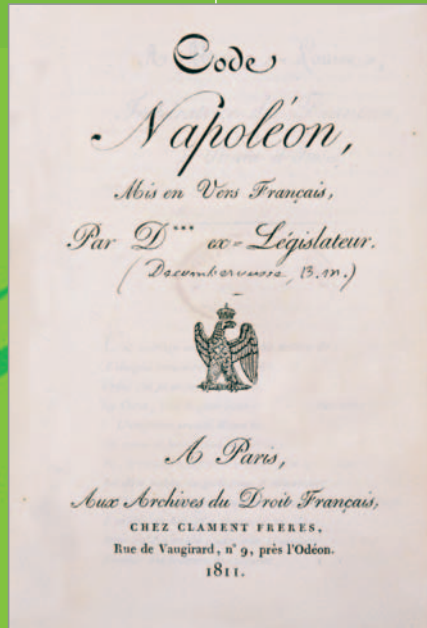 Code
Napoléon,
Mis en Vers Français,
Par D*** ex=Législateur.
(Decomberousse, B. m.)
A Paris,
Aux Archives du Droit Français,
CHEZ CLAMENT FRERES,
Rue de Vaugirard, n° 9, près l'Odéon.
1811.